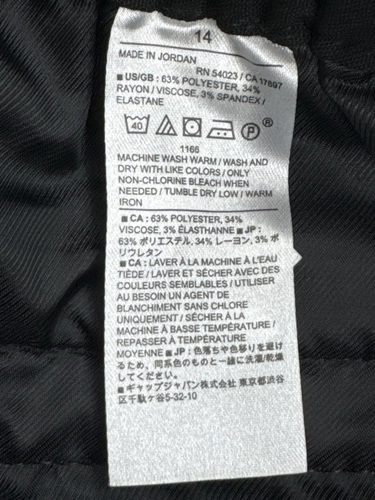 14
MADE IN JORDAN
RN 54023 / CA 17897
■ US/GB : 63% POLYESTER, 34%
RAYON / VISCOSE, 3% SPANDEX /
ELASTANE
40 P ®
1166
MACHINE WASH WARM / WASH AND
DRY WITH LIKE COLORS / ONLY
NON-CHLORINE BLEACH WHEN
NEEDED / TUMBLE DRY LOW / WARM
IRON
■ CA : 63% POLYESTER, 34%
VISCOSE, 3% ÉLASTHANNE ■ JP :
63% ポリエステル, 34% レーヨン, 3% ポ
リウレタン
■ CA : LAVER À LA MACHINE À L'EAU
TIÈDE / LAVER ET SÉCHER AVEC DES
COULEURS SEMBLABLES / UTILISER
AU BESOIN UN AGENT DE
BLANCHIMENT SANS CHLORE
UNIQUEMENT / SÉCHER À LA
MACHINE À BASSE TEMPÉRATURE /
REPASSER À TEMPÉRATURE
MOYENNE ■ JP : 色落ちや色移りを避け
るため、同系色のものと一緒に洗濯/乾燥
してください。
■ ギャップジャパン株式会社 東京都渋谷
区千駄ヶ谷5-32-10